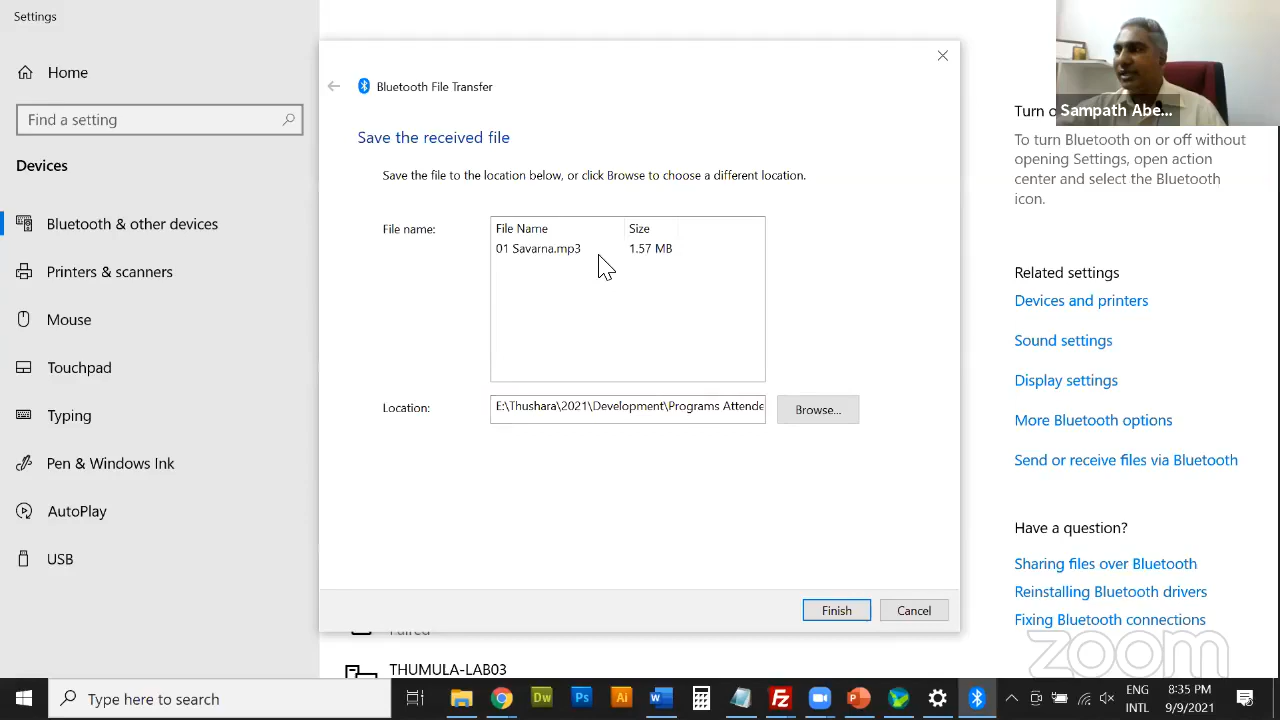 Settings
Home
Find a setting
Devices
Bluetooth & other devices
Printers & scanners
Mouse
Touchpad
Typing
Pen & Windows Ink
AutoPlay
USB
Bluetooth File Transfer
Save the received file
Save the file to the location below, or click Browse to choose a different location.
File name:
File Name Size
01 Savarna.mp3 1.57 MB
Location:
E:\Thushara\2021\Development\Programs Attende
Browse...
Finish
Cancel
Paired
THUMULA-LAB03
Sampath Abe...
To turn Bluetooth on or off without
opening Settings, open action
center and select the Bluetooth
icon.
Related settings
Devices and printers
Sound settings
Display settings
More Bluetooth options
Send or receive files via Bluetooth
Have a question?
Sharing files over Bluetooth
Reinstalling Bluetooth drivers
Fixing Bluetooth connections
zoom
Type here to search
Dw
Ps
Ai
ENG
INTL
8:35 PM
9/9/2021